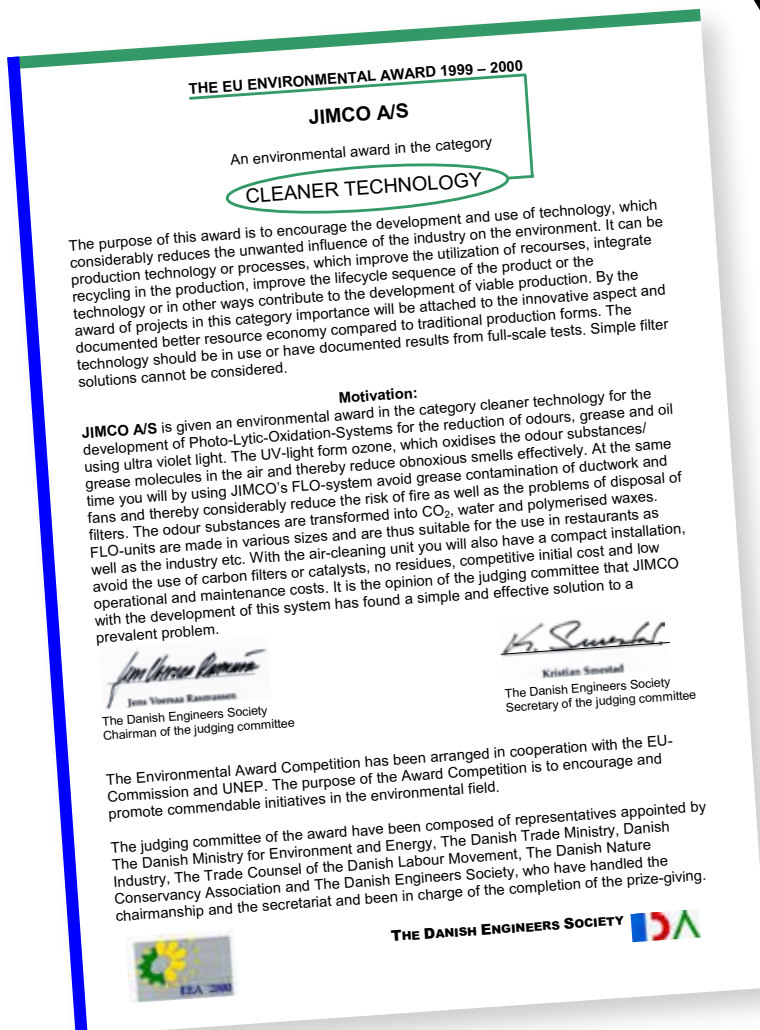 THE EU ENVIRONMENTAL AWARD 1999 – 2000
JIMCO A/S
An environmental award in the category
CLEANER TECHNOLOGY
The purpose of this award is to encourage the development and use of technology, which
considerably reduces the unwanted influence of the industry on the environment. It can be
production technology or processes, which improve the utilization of recourses, integrate
recycling in the production, improve the lifecycle sequence of the product or the
technology or in other ways contribute to the development of viable production. By the
award of projects in this category importance will be attached to the innovative aspect and
documented better resource economy compared to traditional production forms. The
technology should be in use or have documented results from full-scale tests. Simple filter
solutions cannot be considered.
Motivation:
JIMCO A/S is given an environmental award in the category cleaner technology for the
development of Photo-Lytic-Oxidation-Systems for the reduction of odours, grease and oil
using ultra violet light. The UV-light form ozone, which oxidises the odour substances/
grease molecules in the air and thereby reduce obnoxious smells effectively. At the same
time you will by using JIMCO's FLO-system avoid grease contamination of ductwork and
fans and thereby considerably reduce the risk of fire as well as the problems of disposal of
filters. The odour substances are transformed into CO₂, water and polymerised waxes.
FLO-units are made in various sizes and are thus suitable for the use in restaurants as
well as the industry etc. With the air-cleaning unit you will also have a compact installation,
avoid the use of carbon filters or catalysts, no residues, competitive initial cost and low
operational and maintenance costs. It is the opinion of the judging committee that JIMCO
with the development of this system has found a simple and effective solution to a
prevalent problem.
Jens Voersaa Rasmussen
The Danish Engineers Society
Chairman of the judging committee
K. Smestad
Kristian Smestad
The Danish Engineers Society
Secretary of the judging committee
The Environmental Award Competition has been arranged in cooperation with the EU-
Commission and UNEP. The purpose of the Award Competition is to encourage and
promote commendable initiatives in the environmental field.
The judging committee of the award have been composed of representatives appointed by
The Danish Ministry for Environment and Energy, The Danish Trade Ministry, Danish
Industry, The Trade Counsel of the Danish Labour Movement, The Danish Nature
Conservancy Association and The Danish Engineers Society, who have handled the
chairmanship and the secretariat and been in charge of the completion of the prize-giving.
THE DANISH ENGINEERS SOCIETY IDA
EEA 2000